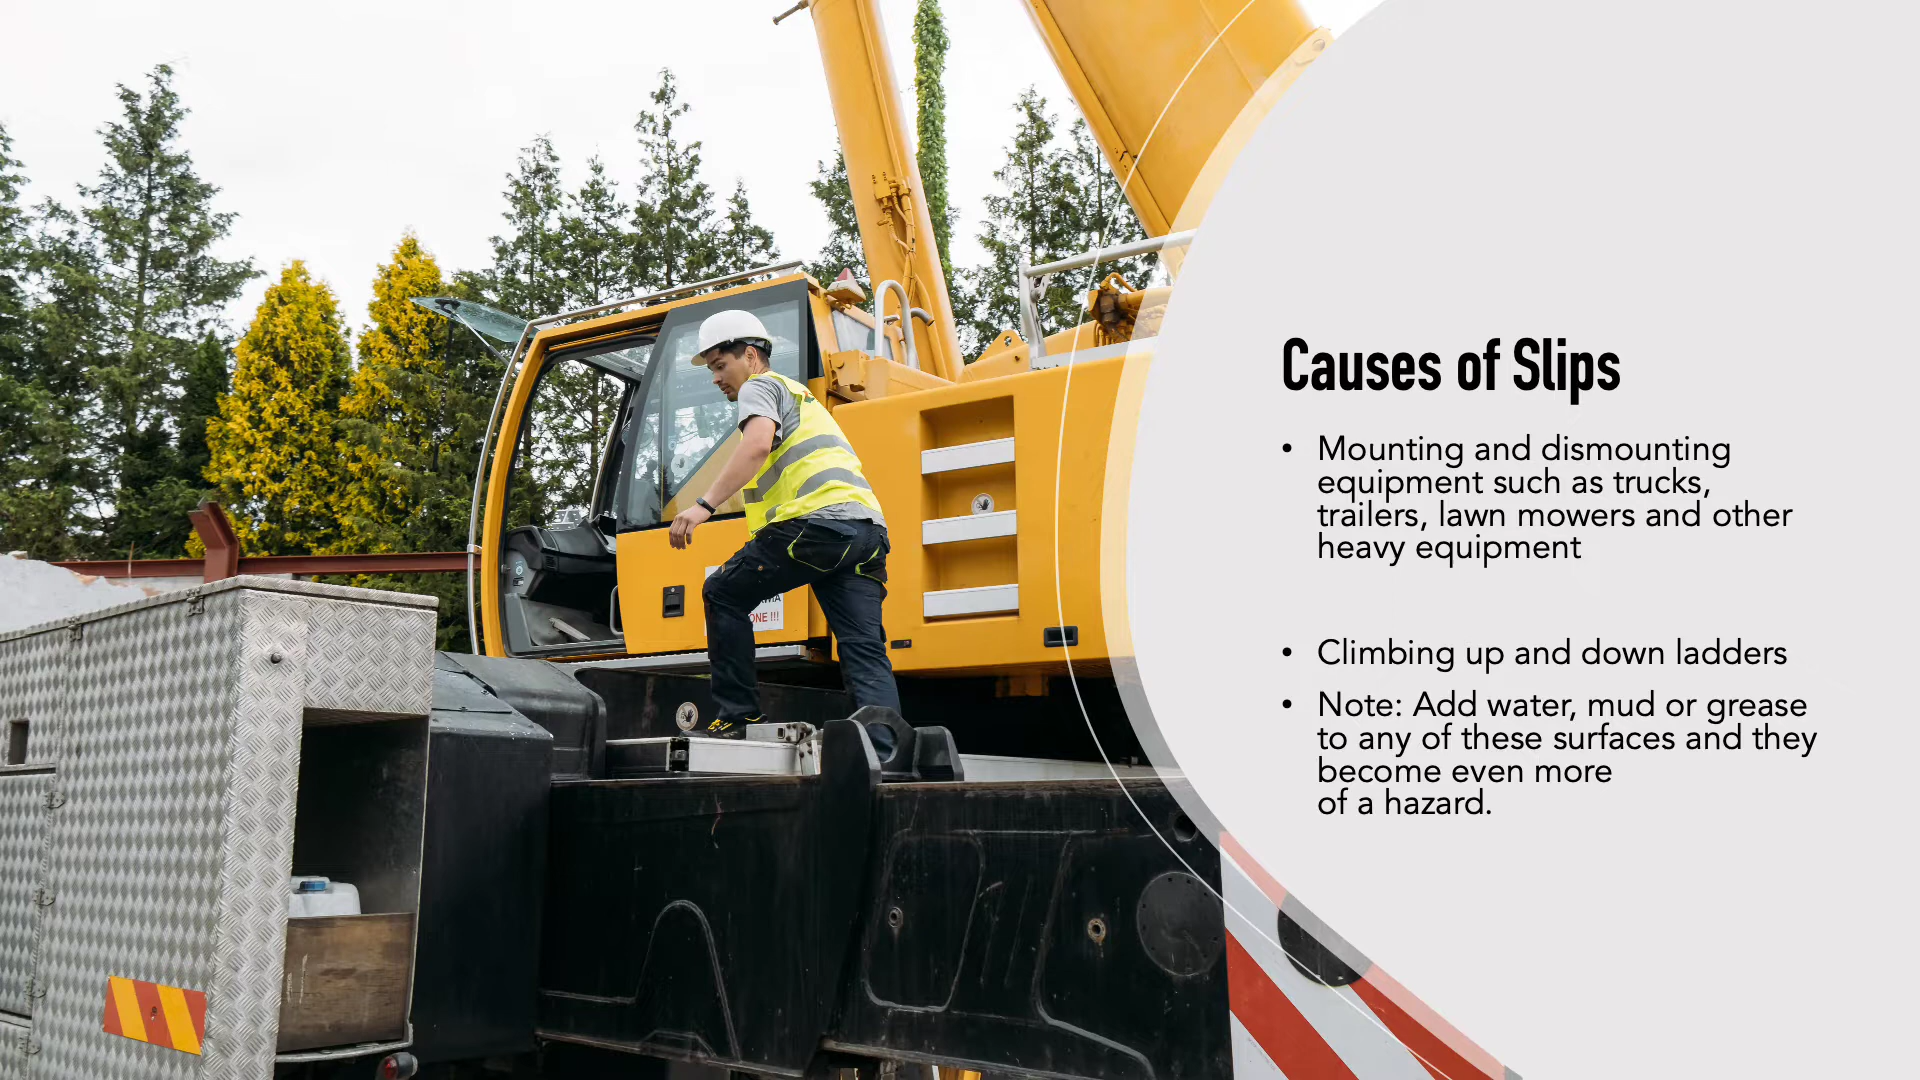 Causes of Slips
• Mounting and dismounting
equipment such as trucks,
trailers, lawn mowers and other
heavy equipment
• Climbing up and down ladders
• Note: Add water, mud or grease
to any of these surfaces and they
become even more
of a hazard.
ONE !!!